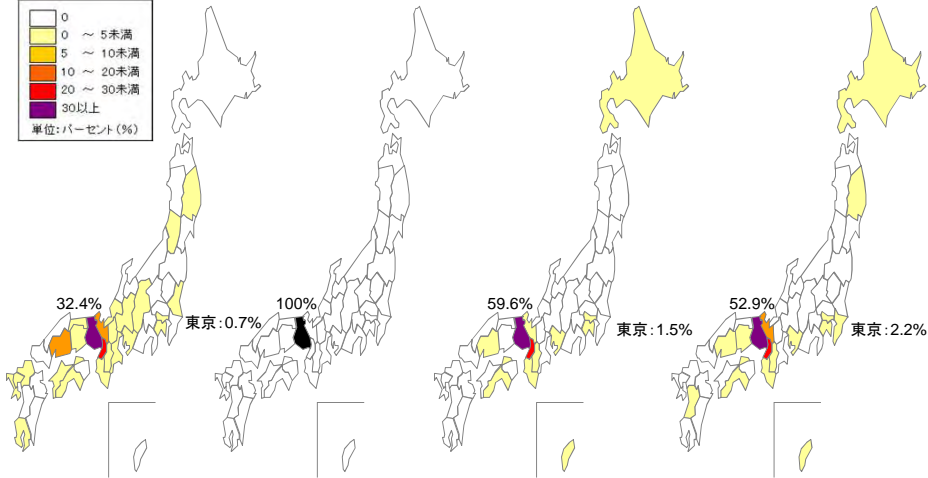 0
0 ～ 5未満
5 ～ 10未満
10 ～ 20未満
20 ～ 30未満
30以上
単位:パーセント(%)
32.4%
東京:0.7%
100%
59.6%
東京:1.5%
52.9%
東京:2.2%